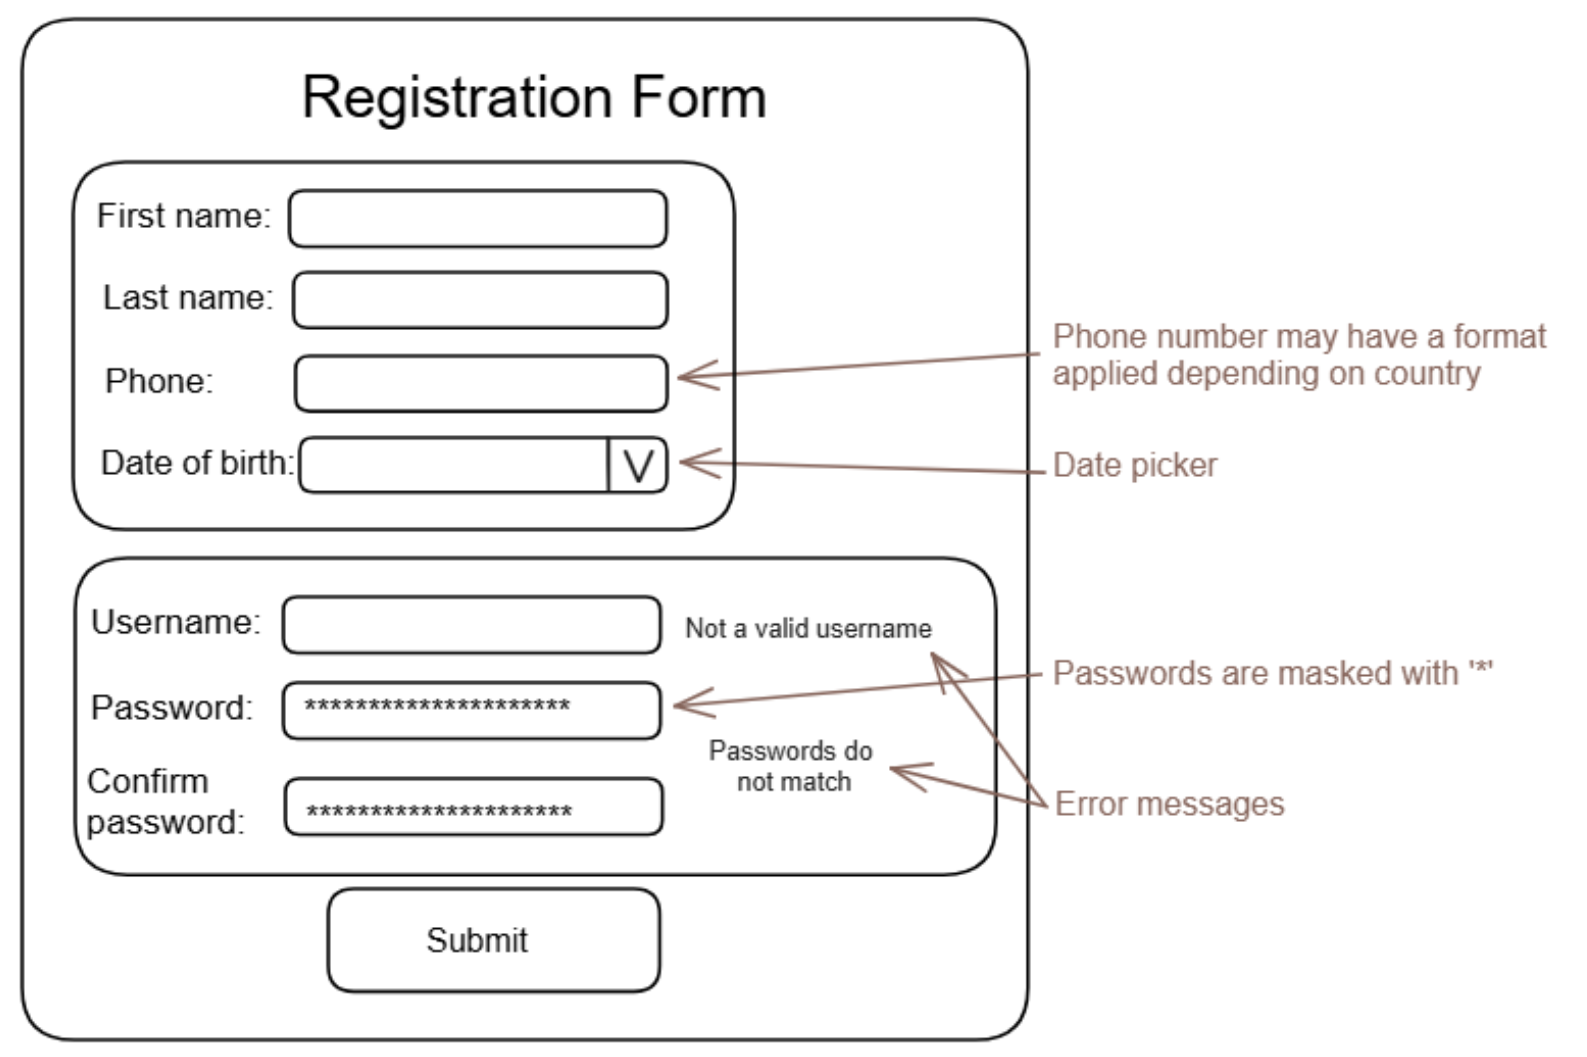 Registration Form
First name:
Last name:
Phone:
Phone number may have a format
applied depending on country
Date of birth:
V
Date picker
Username:
Not a valid username
Password:
*********************
Passwords are masked with '*'
Passwords do
not match
Confirm
password:
*********************
Error messages
Submit